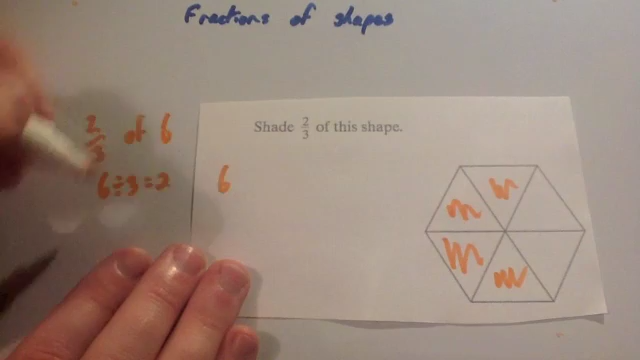 Fractions of shapes
2/3 of 6
Shade 2/3 of this shape.
6÷3=2
6